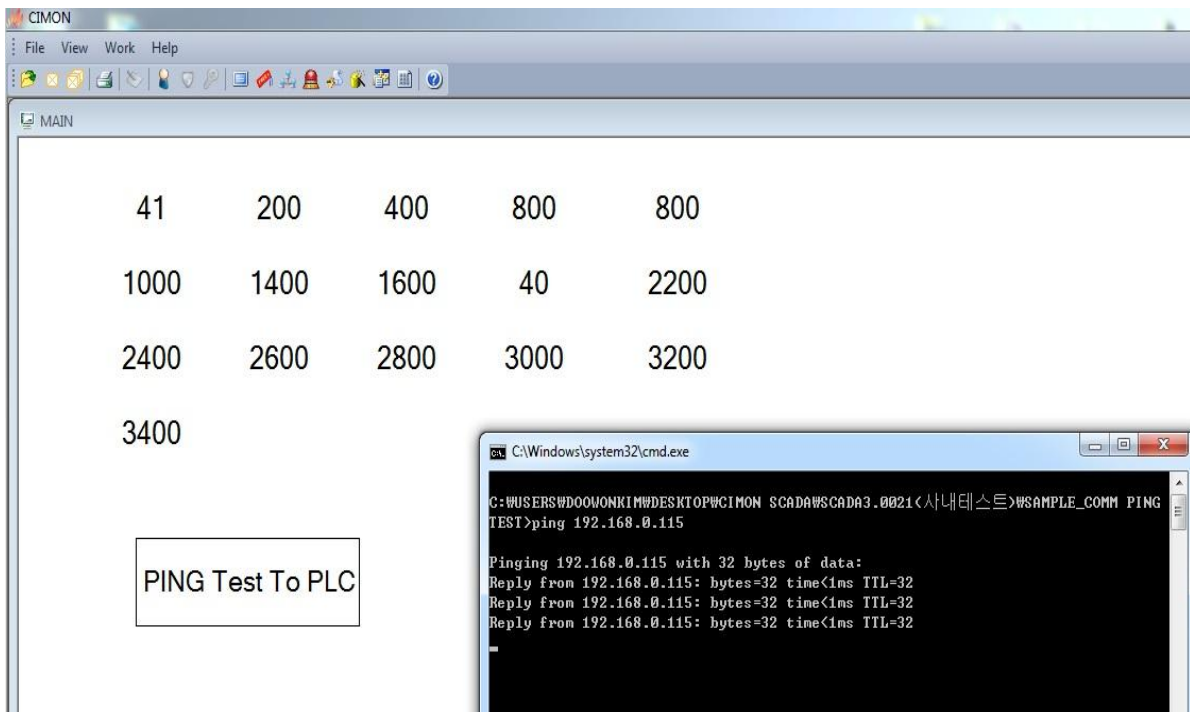 CIMON
File View Work Help
MAIN
41 200 400 800 800
1000 1400 1600 40 2200
2400 2600 2800 3000 3200
3400
PING Test To PLC
C:\Windows\system32\cmd.exe
C:₩USERS₩DOOWONKIM₩DESKTOP₩CIMON SCADA₩SCADA3.0021<사내테스트>₩SAMPLE_COMM PING
TEST>ping 192.168.0.115
Pinging 192.168.0.115 with 32 bytes of data:
Reply from 192.168.0.115: bytes=32 time<1ms TTL=32
Reply from 192.168.0.115: bytes=32 time<1ms TTL=32
Reply from 192.168.0.115: bytes=32 time<1ms TTL=32